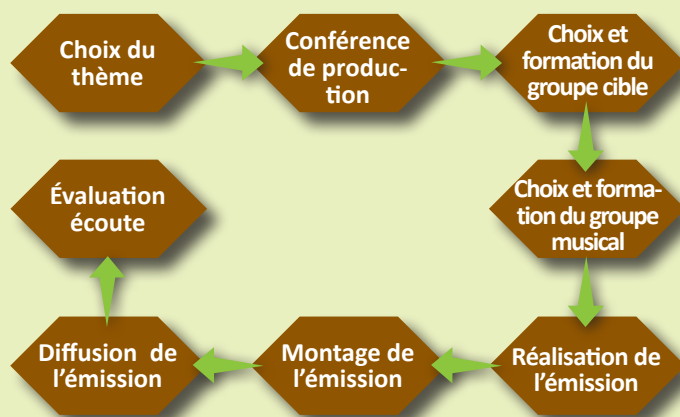 Choix du
thème
Conférence
de produc-
tion
Choix et
formation du
groupe cible
Choix et forma-
tion du groupe
musical
Réalisation de
l'émission
Montage de
l'émission
Diffusion de
l'émission
Évaluation
écoute